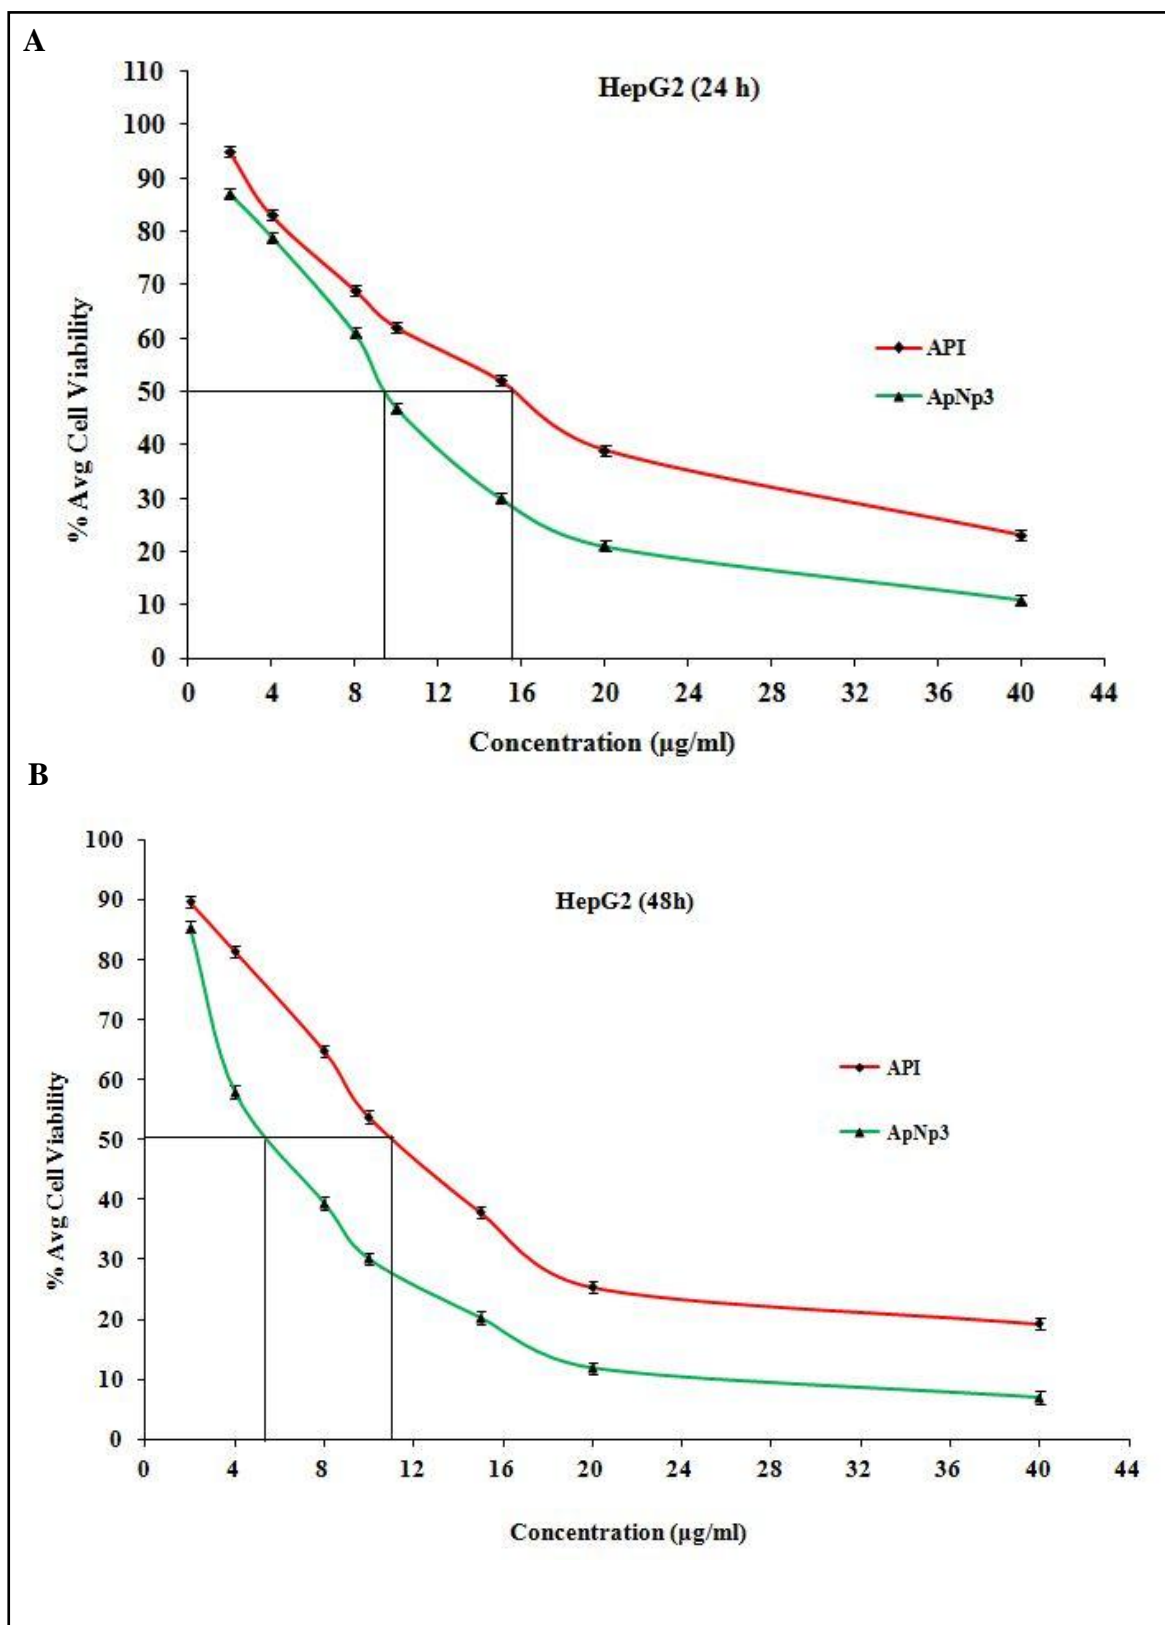 A
HepG2 (24 h)
110
100
90
80
70
60
50
40
30
20
10
0
% Avg Cell Viability
API
ApNp3
0 4 8 12 16 20 24 28 32 36 40 44
Concentration (µg/ml)
B
HepG2 (48h)
100
90
80
70
60
50
40
30
20
10
0
% Avg Cell Viability
API
ApNp3
0 4 8 12 16 20 24 28 32 36 40 44
Concentration (µg/ml)